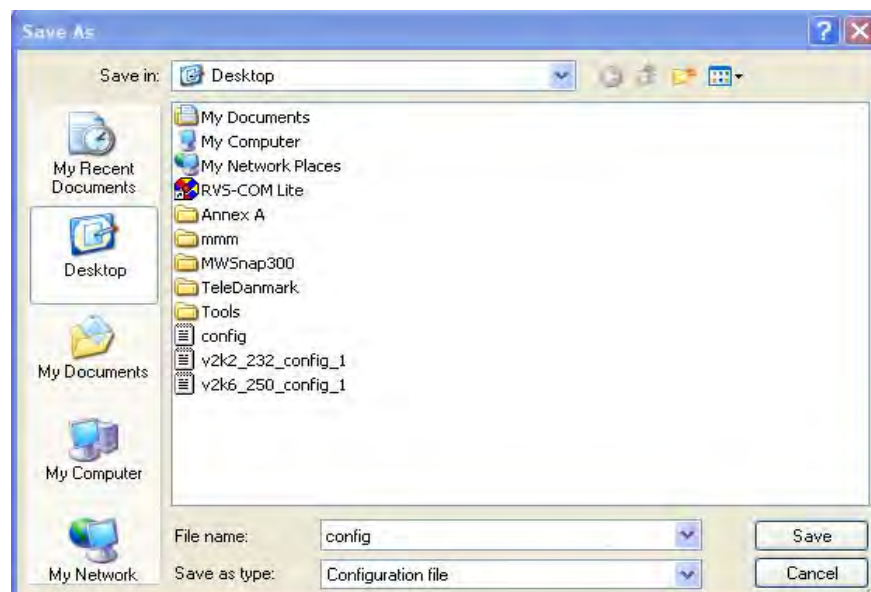 Save As
Save in: Desktop
My Recent Documents
Desktop
My Documents
My Computer
My Network
My Documents
My Computer
My Network Places
RVS-COM Lite
Annex A
mmm
MWSnap300
TeleDanmark
Tools
config
v2k2_232_config_1
v2k6_250_config_1
File name: config
Save
Save as type: Configuration file
Cancel